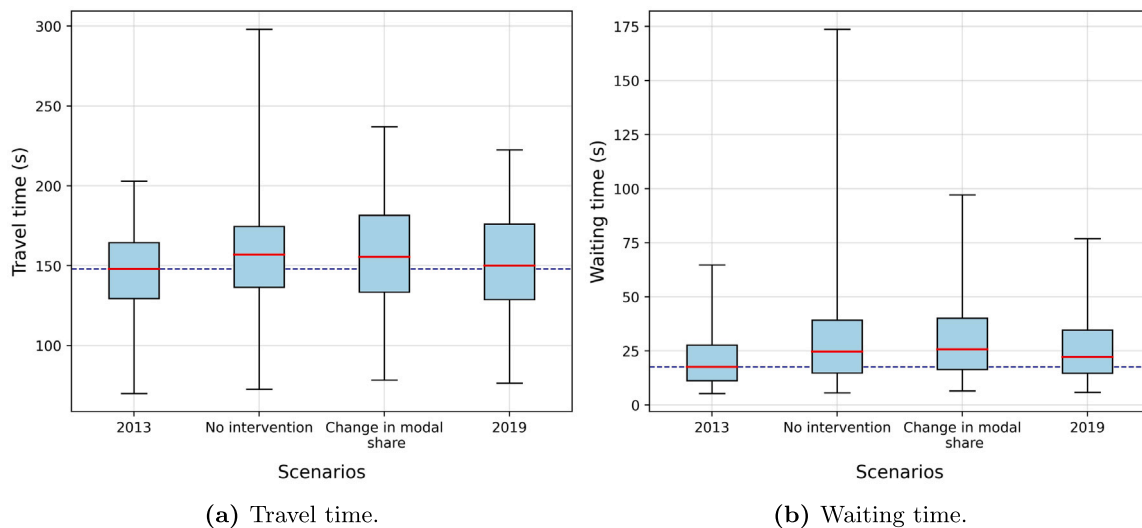 300
250
200
150
100
Travel time (s)
2013
No intervention
Change in modal
share
2019
Scenarios
(a) Travel time.
175
150
125
100
75
50
25
0
Waiting time (s)
2013
No intervention
Change in modal
share
2019
Scenarios
(b) Waiting time.